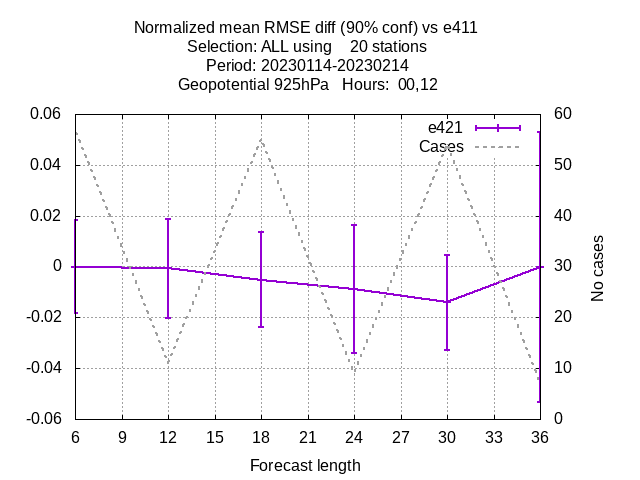 Normalized mean RMSE diff (90% conf) vs e411
Selection: ALL using    20 stations
Period: 20230114-20230214
Geopotential 925hPa   Hours:  00,12
e421
Cases
0.06
0.04
0.02
0
-0.02
-0.04
-0.06
60
50
40
30
20
10
0
No cases
6 9 12 15 18 21 24 27 30 33 36
Forecast length